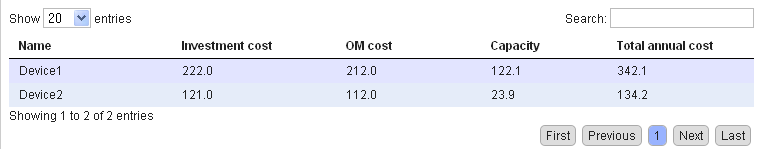 Show 20 entries Search:
Name Investment cost OM cost Capacity Total annual cost
Device1 222.0 212.0 122.1 342.1
Device2 121.0 112.0 23.9 134.2
Showing 1 to 2 of 2 entries
First Previous 1 Next Last